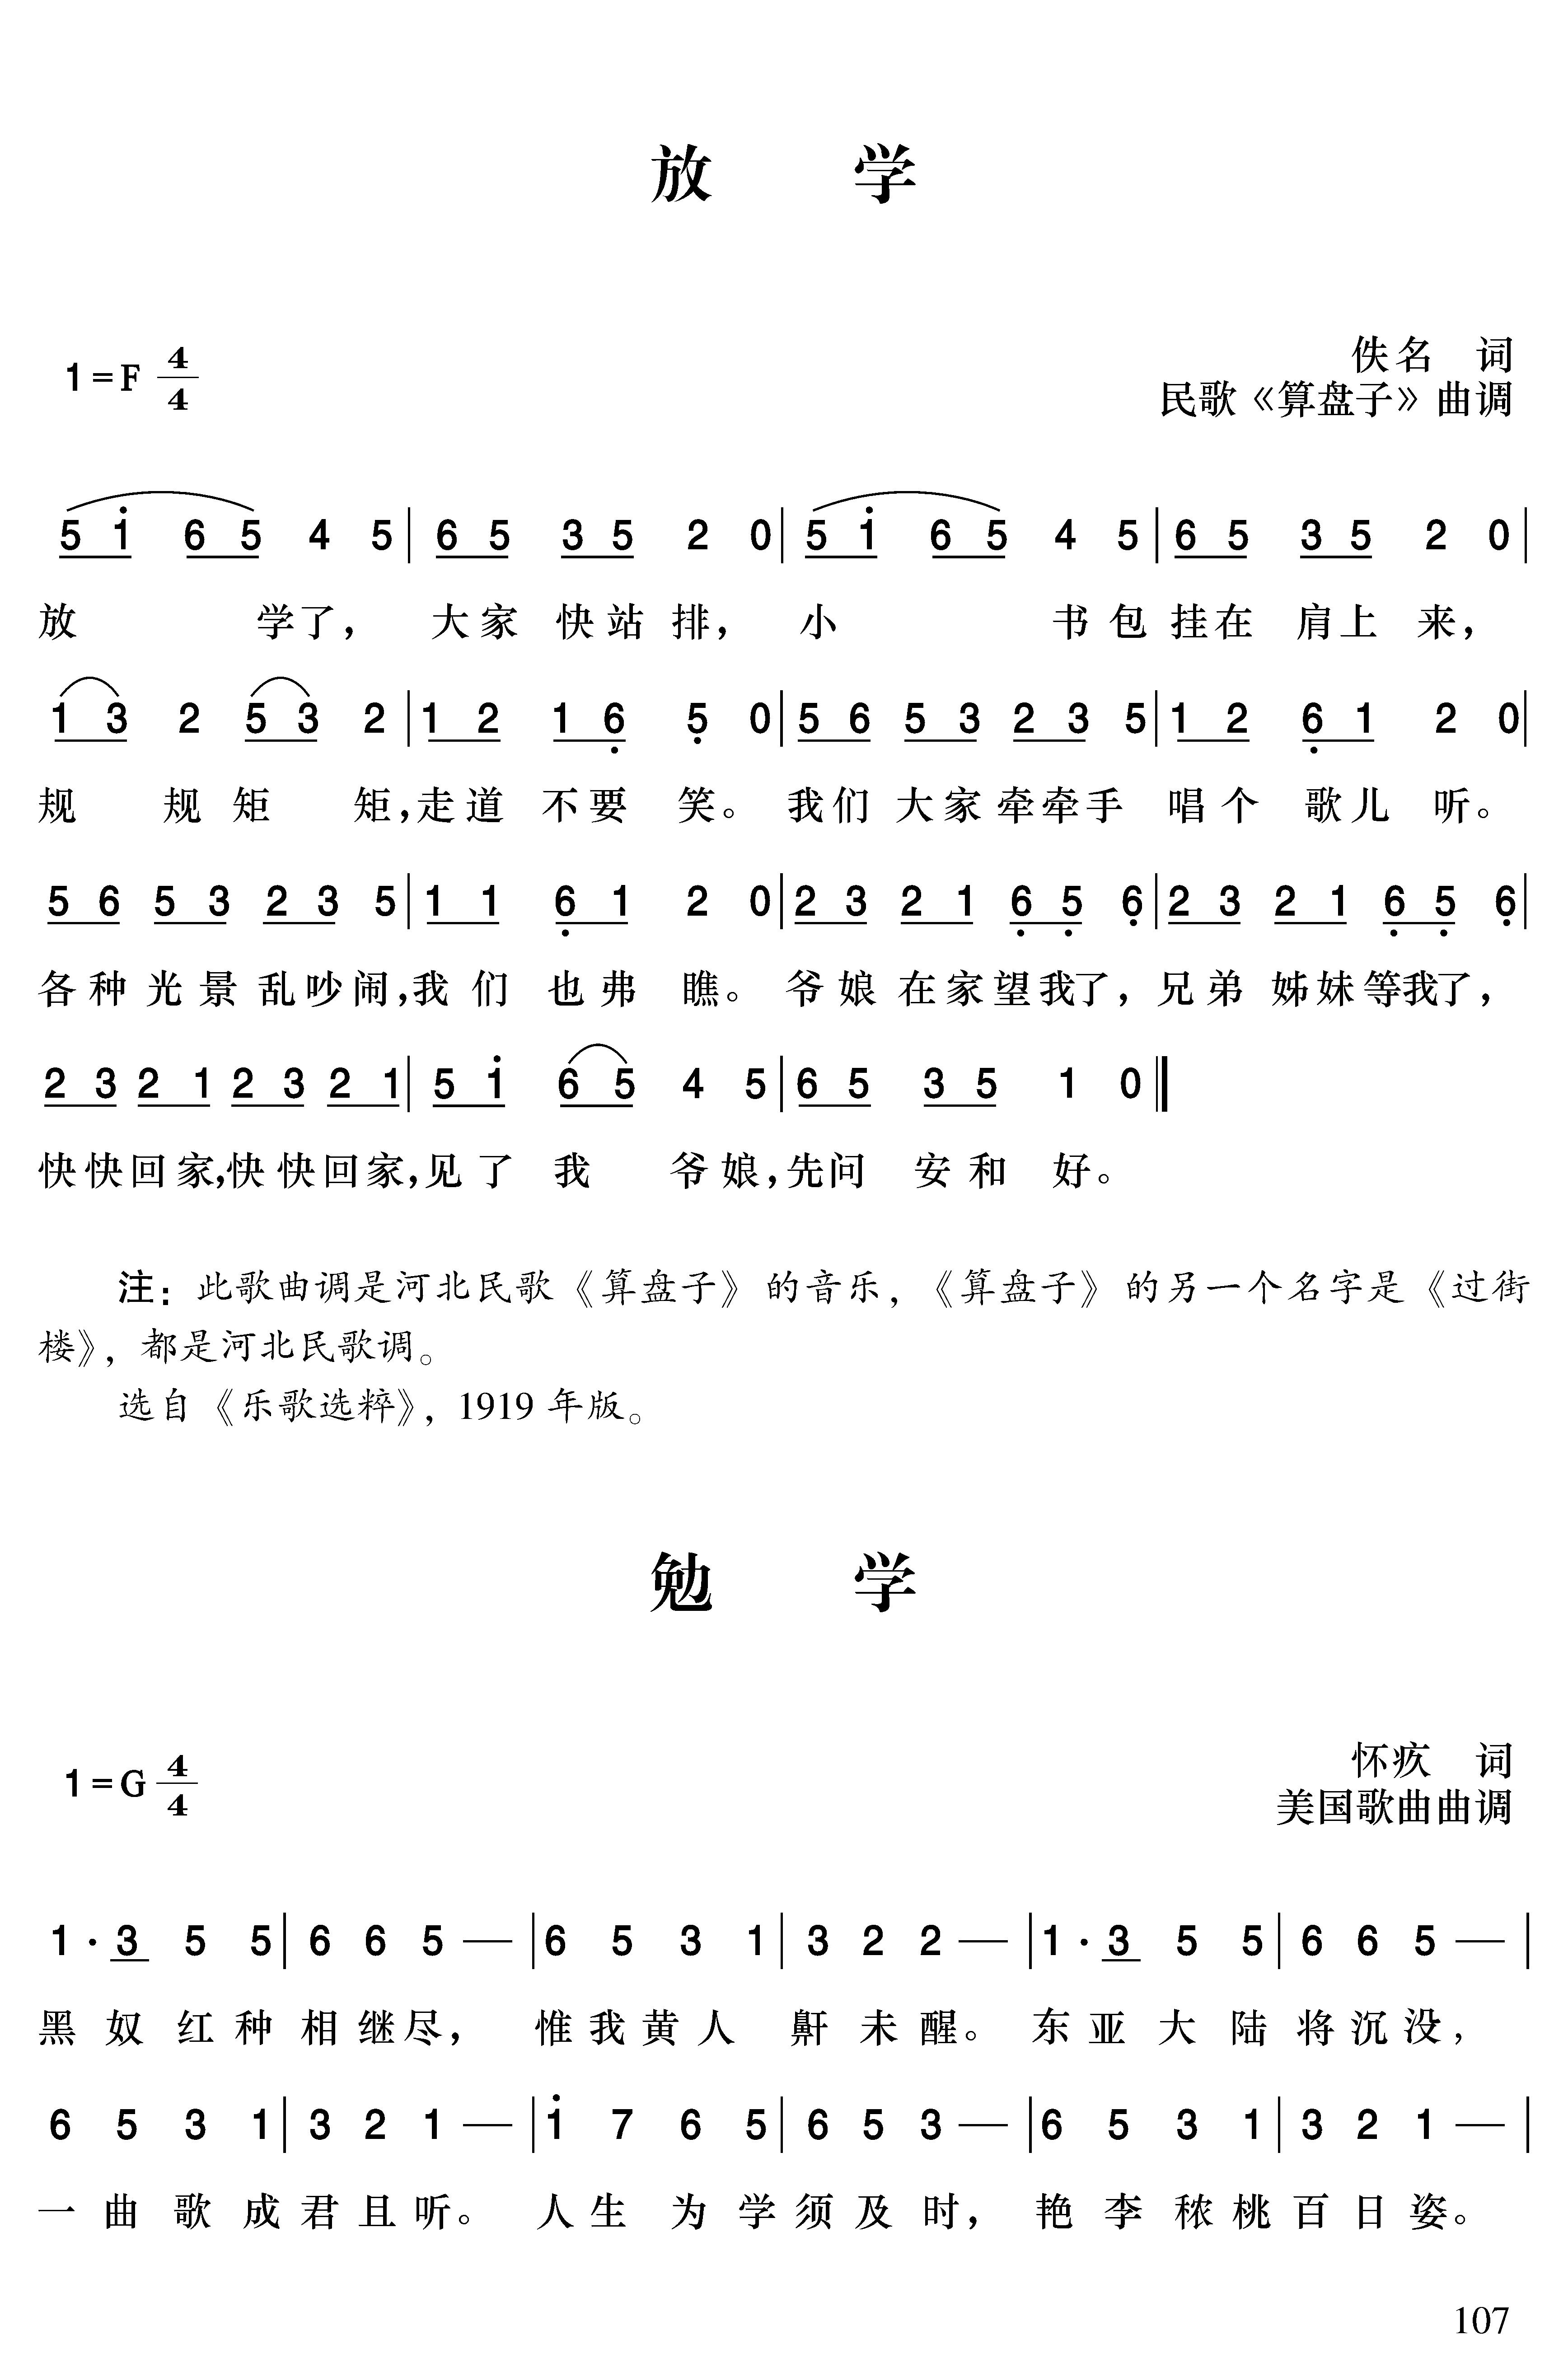 放 学
1=F 4/4
佚名 词
民歌《算盘子》曲调
5 1̇ 6 5 4 5 | 6 5 3 5 2 0 | 5 1̇ 6 5 4 5 | 6 5 3 5 2 0 |
放 学了， 大家 快站 排， 小 书包 挂在 肩上 来，
1 3 2 5 3 2 | 1 2 1 6̣ 5̣ 0 | 5 6 5 3 2 3 5 | 1 2 6̣ 1 2 0 |
规 规 矩 矩，走道 不要 笑。 我们 大家 牵牵手 唱个 歌儿 听。
5 6 5 3 2 3 5 | 1 1 6̣ 1 2 0 | 2 3 2 1 6̣ 5̣ 6̣ | 2 3 2 1 6̣ 5̣ 6̣ |
各种 光景 乱吵闹，我们 也弗 瞧。 爷娘 在家望我了， 兄弟 姊妹等我了，
2 3 2 1 2 3 2 1 | 5 1̇ 6 5 4 5 | 6 5 3 5 1 0 ‖
快快回家，快快回家，见了 我 爷娘，先问 安和 好。
注：此歌曲调是河北民歌《算盘子》的音乐，《算盘子》的另一个名字是《过街
楼》，都是河北民歌调。
选自《乐歌选粹》，1919 年版。
勉 学
1=G 4/4
怀疚 词
美国歌曲曲调
1· 3 5 5 | 6 6 5 — | 6 5 3 1 | 3 2 2 — | 1· 3 5 5 | 6 6 5 — |
黑奴红种相继尽， 惟我黄人 鼾未醒。 东亚大陆将沉没，
6 5 3 1 | 3 2 1 — | 1̇ 7 6 5 | 6 5 3 — | 6 5 3 1 | 3 2 1 — |
一曲歌成君且听。 人生为学须及时， 艳李秾桃百日姿。
107